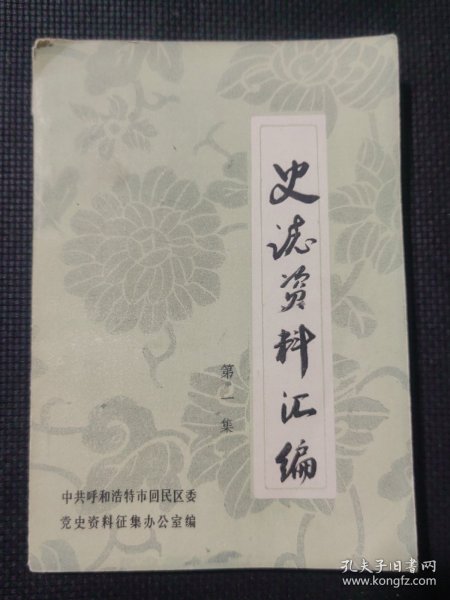 史志资料汇编
第一集
中共呼和浩特市回民区委
党史资料征集办公室编
孔夫子旧书网
www.kongfz.com